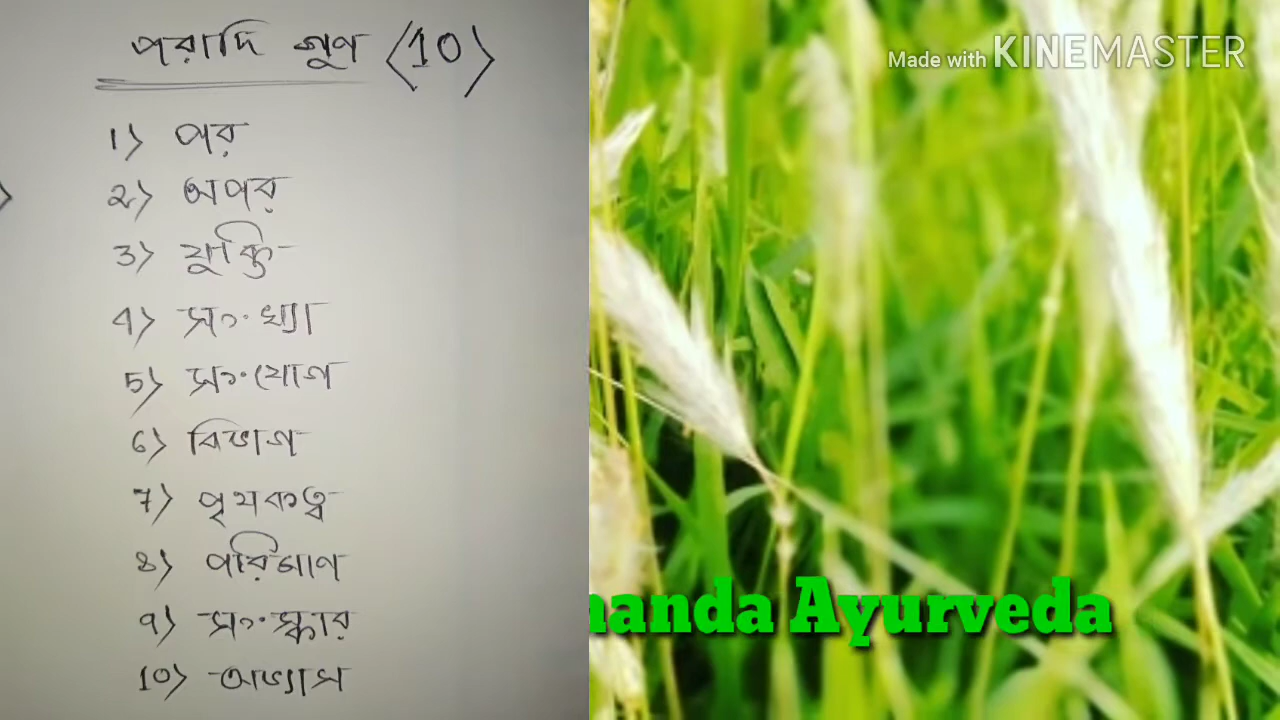 পরাদি গুণ <10>
1> পর
2> অপর
3> যুক্তি
4> সংখ্যা
5> সংযোগ
6> বিভাগ
7> পৃথকত্ব
8> পরিমাণ
9> সংস্কার
10> অভ্যাস
Made with KINEMASTER
nanda Ayurveda